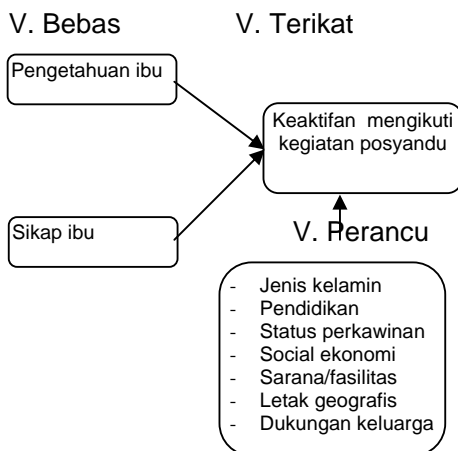 V. Bebas
V. Terikat
Pengetahuan ibu
Keaktifan mengikuti
kegiatan posyandu
Sikap ibu
V. Perancu
- Jenis kelamin
- Pendidikan
- Status perkawinan
- Social ekonomi
- Sarana/fasilitas
- Letak geografis
- Dukungan keluarga